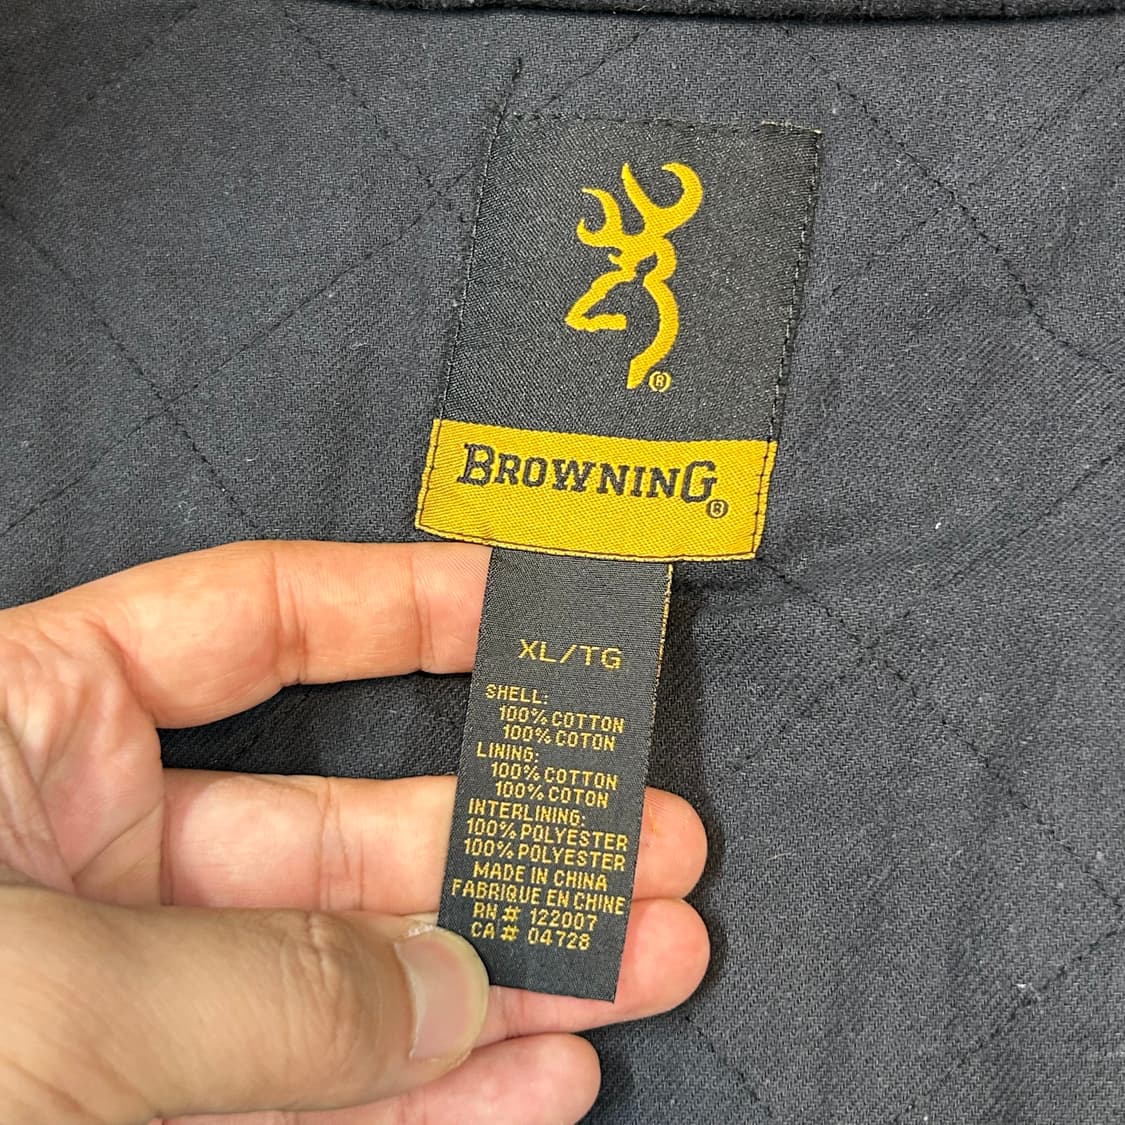 ®
BROWNING®
XL/TG
SHELL:
100% COTTON
100% COTON
LINING:
100% COTTON
100% COTON
INTERLINING:
100% POLYESTER
100% POLYESTER
MADE IN CHINA
FABRIQUE EN CHINE
RN # 122007
CA # 04728